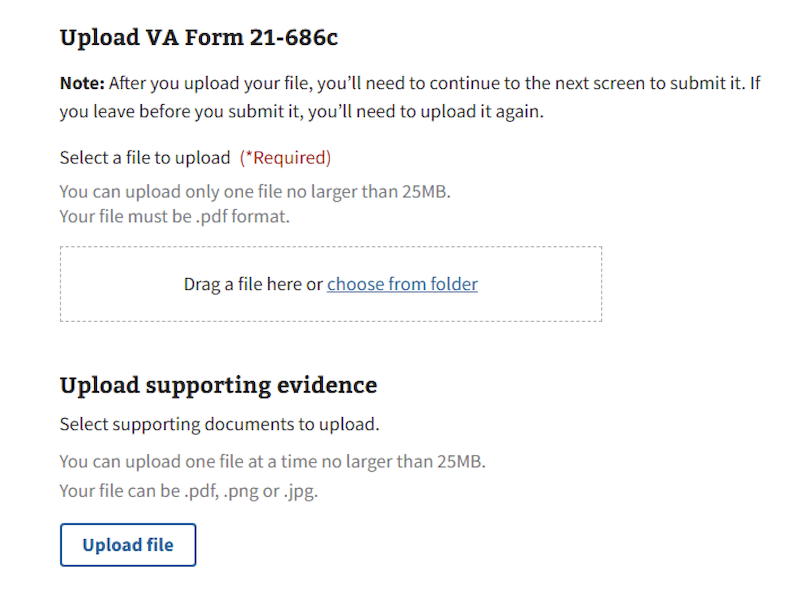 Upload VA Form 21-686c
Note: After you upload your file, you’ll need to continue to the next screen to submit it. If
you leave before you submit it, you’ll need to upload it again.
Select a file to upload (*Required)
You can upload only one file no larger than 25MB.
Your file must be .pdf format.
Drag a file here or choose from folder
Upload supporting evidence
Select supporting documents to upload.
You can upload one file at a time no larger than 25MB.
Your file can be .pdf, .png or .jpg.
Upload file